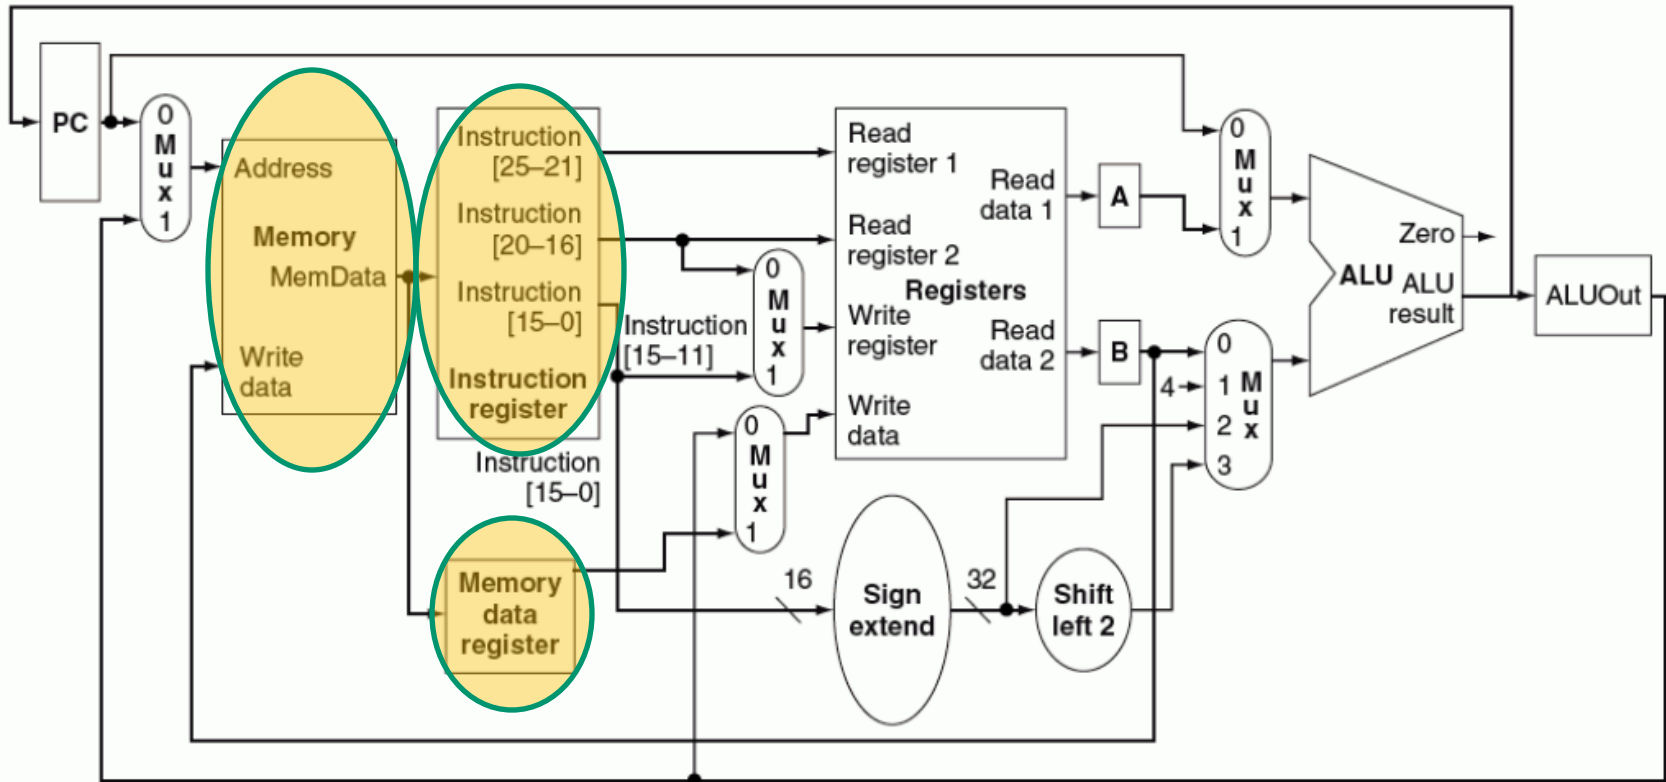 PC
0
M
u
x
1
Address
Memory
MemData
Write
data
Instruction
[25–21]
Instruction
[20–16]
Instruction
[15–0]
Instruction
register
Instruction
[15–0]
Memory
data
register
Instruction
[15–11]
0
M
u
x
1
0
M
u
x
1
Read
register 1
Read
register 2
Registers
Write
register
Write
data
Read
data 1
Read
data 2
16
Sign
extend
32
Shift
left 2
A
B
4
0
M
u
x
1
0
1
2
3
M
u
x
Zero
ALU
ALU
result
ALUOut